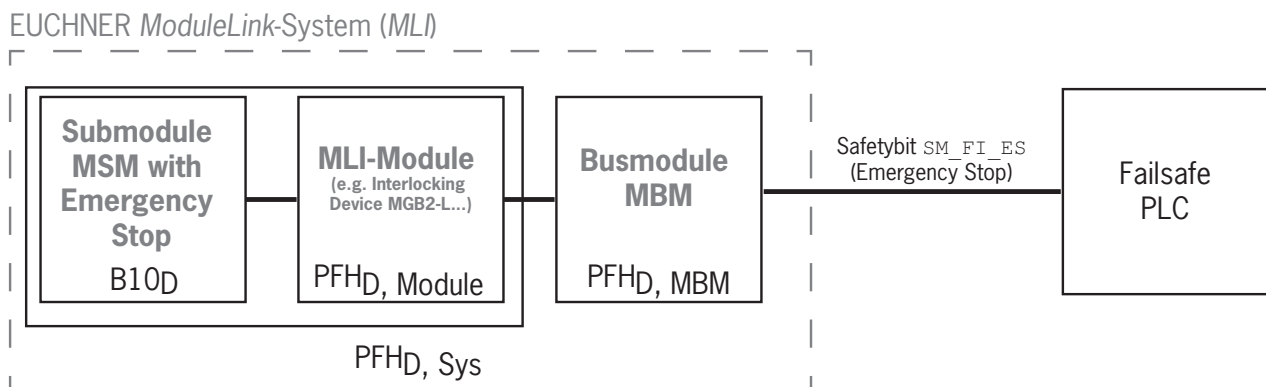 EUCHNER ModuleLink-System (MLI)
Submodule
MSM with
Emergency
Stop
B10D
MLI-Module
(e.g. Interlocking
Device MGB2-L...)
PFHD, Module
Busmodule
MBM
PFHD, MBM
PFHD, Sys
Safetybit SM_FI_ES
(Emergency Stop)
Failsafe
PLC